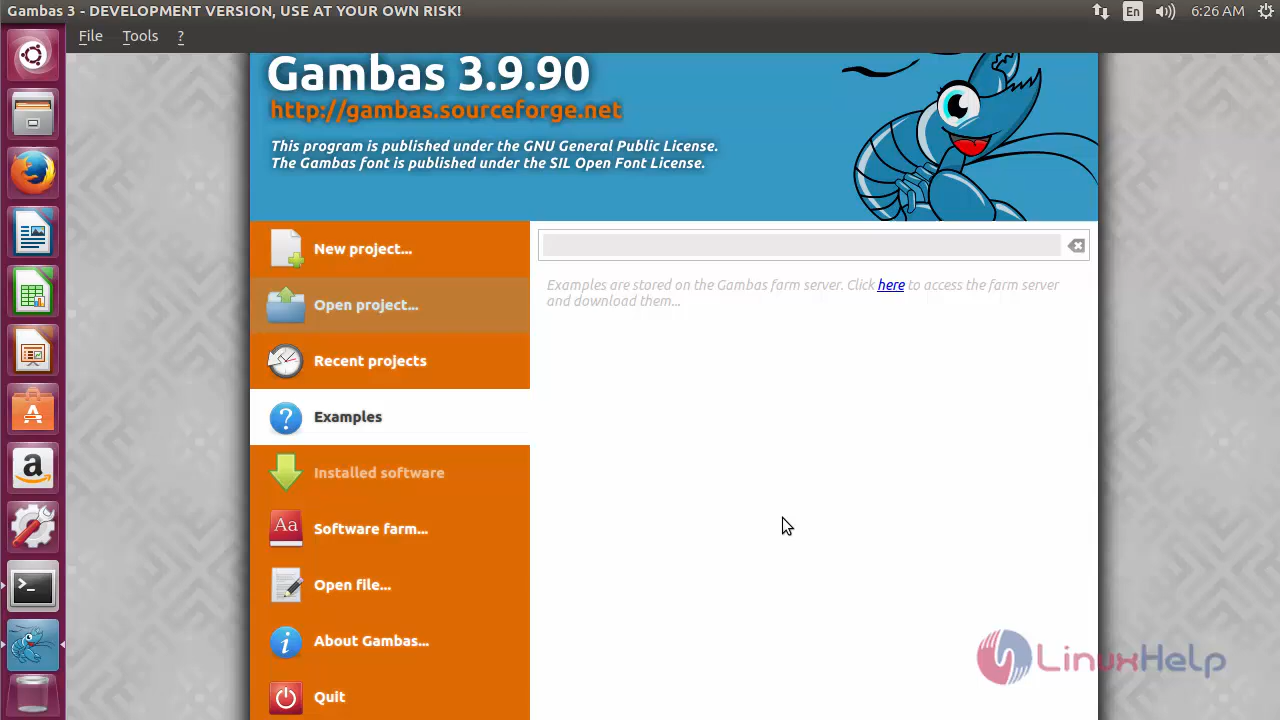 Gambas 3 - DEVELOPMENT VERSION, USE AT YOUR OWN RISK!
En
6:26 AM
File Tools ?
Gambas 3.9.90
http://gambas.sourceforge.net
This program is published under the GNU General Public License.
The Gambas font is published under the SIL Open Font License.
New project...
Open project...
Recent projects
Examples
Installed software
Software farm...
Open file...
About Gambas...
Quit
Examples are stored on the Gambas farm server. Click here to access the farm server
and download them...
Aa
LinuxHelp